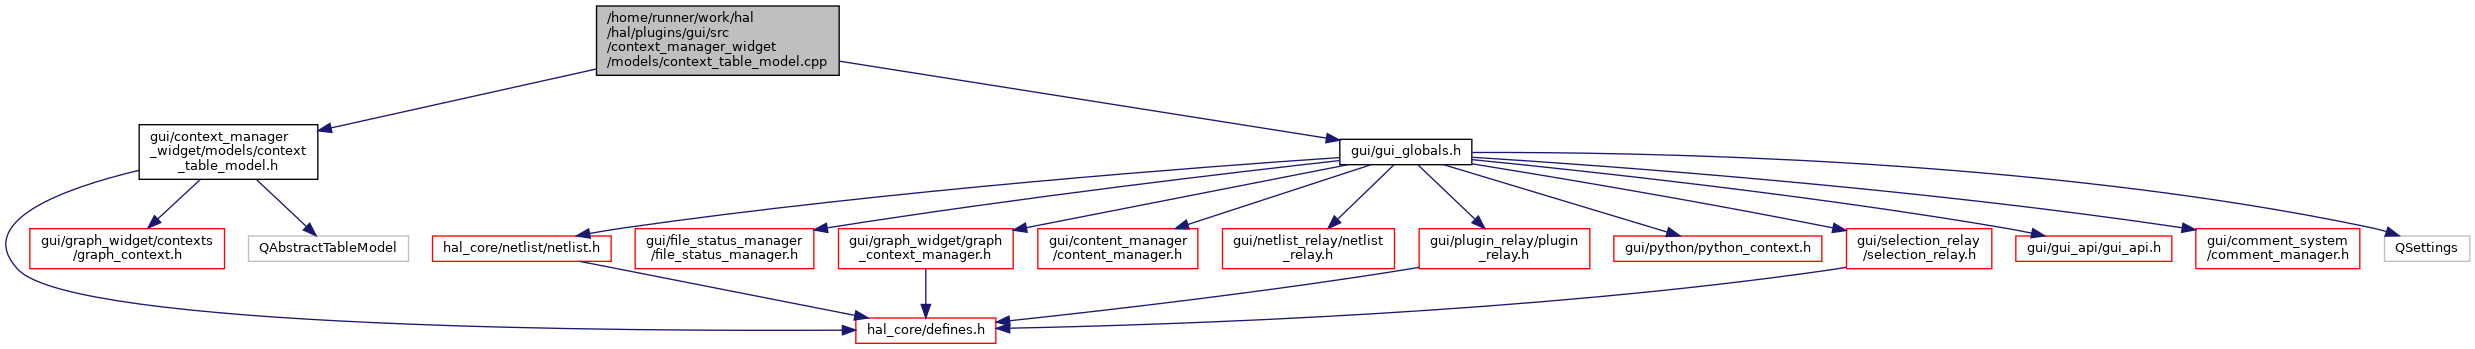 /home/runner/work/hal
/hal/plugins/gui/src
/context_manager_widget
/models/context_table_model.cpp
gui/context_manager
_widget/models/context
_table_model.h
gui/gui_globals.h
gui/graph_widget/contexts
/graph_context.h
QAbstractTableModel
hal_core/netlist/netlist.h
gui/file_status_manager
/file_status_manager.h
gui/graph_widget/graph
_context_manager.h
gui/content_manager
/content_manager.h
gui/netlist_relay/netlist
_relay.h
gui/plugin_relay/plugin
_relay.h
gui/python/python_context.h
gui/selection_relay
/selection_relay.h
gui/gui_api/gui_api.h
gui/comment_system
/comment_manager.h
QSettings
hal_core/defines.h